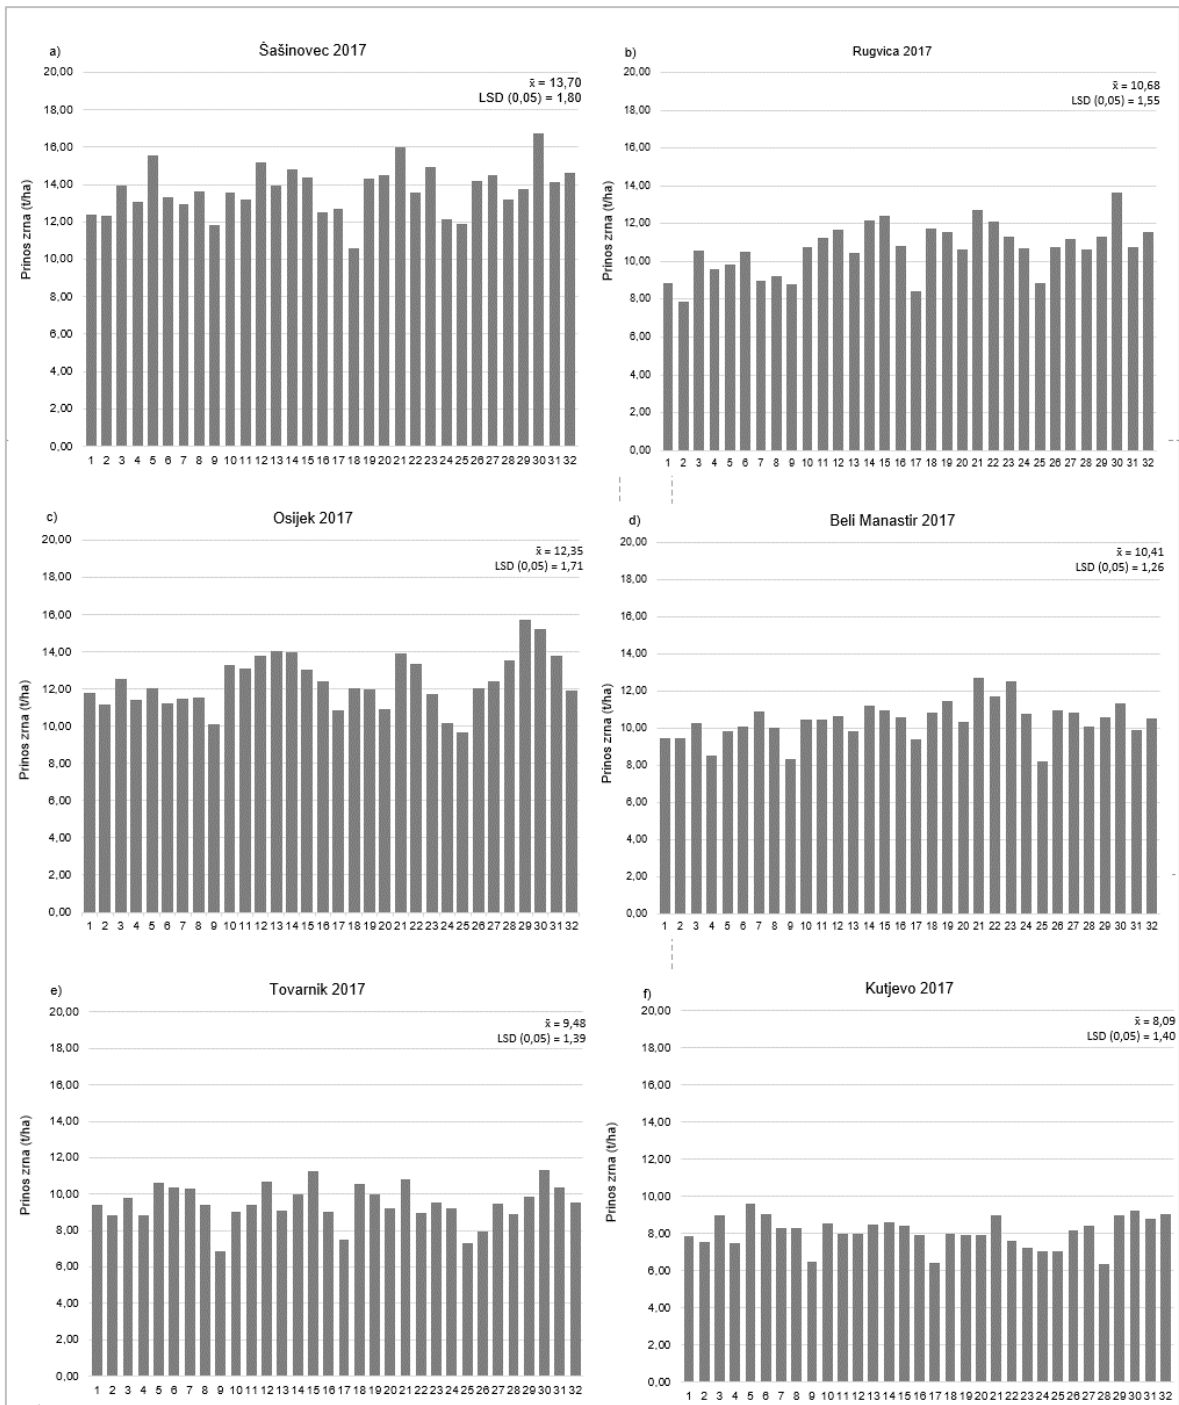 a)
Šašinovec 2017
x̄ = 13,70
LSD (0,05) = 1,80
Prinos zrna (t/ha)
20,00
18,00
16,00
14,00
12,00
10,00
8,00
6,00
4,00
2,00
0,00
1 2 3 4 5 6 7 8 9 10 11 12 13 14 15 16 17 18 19 20 21 22 23 24 25 26 27 28 29 30 31 32
b)
Rugvica 2017
x̄ = 10,68
LSD (0,05) = 1,55
Prinos zrna (t/ha)
20,00
18,00
16,00
14,00
12,00
10,00
8,00
6,00
4,00
2,00
0,00
1 2 3 4 5 6 7 8 9 10 11 12 13 14 15 16 17 18 19 20 21 22 23 24 25 26 27 28 29 30 31 32
c)
Osijek 2017
x̄ = 12,35
LSD (0,05) = 1,71
Prinos zrna (t/ha)
20,00
18,00
16,00
14,00
12,00
10,00
8,00
6,00
4,00
2,00
0,00
1 2 3 4 5 6 7 8 9 10 11 12 13 14 15 16 17 18 19 20 21 22 23 24 25 26 27 28 29 30 31 32
d)
Beli Manastir 2017
x̄ = 10,41
LSD (0,05) = 1,26
Prinos zrna (t/ha)
20,00
18,00
16,00
14,00
12,00
10,00
8,00
6,00
4,00
2,00
0,00
1 2 3 4 5 6 7 8 9 10 11 12 13 14 15 16 17 18 19 20 21 22 23 24 25 26 27 28 29 30 31 32
e)
Tovarnik 2017
x̄ = 9,48
LSD (0,05) = 1,39
Prinos zrna (t/ha)
20,00
18,00
16,00
14,00
12,00
10,00
8,00
6,00
4,00
2,00
0,00
1 2 3 4 5 6 7 8 9 10 11 12 13 14 15 16 17 18 19 20 21 22 23 24 25 26 27 28 29 30 31 32
f)
Kutjevo 2017
x̄ = 8,09
LSD (0,05) = 1,40
Prinos zrna (t/ha)
20,00
18,00
16,00
14,00
12,00
10,00
8,00
6,00
4,00
2,00
0,00
1 2 3 4 5 6 7 8 9 10 11 12 13 14 15 16 17 18 19 20 21 22 23 24 25 26 27 28 29 30 31 32